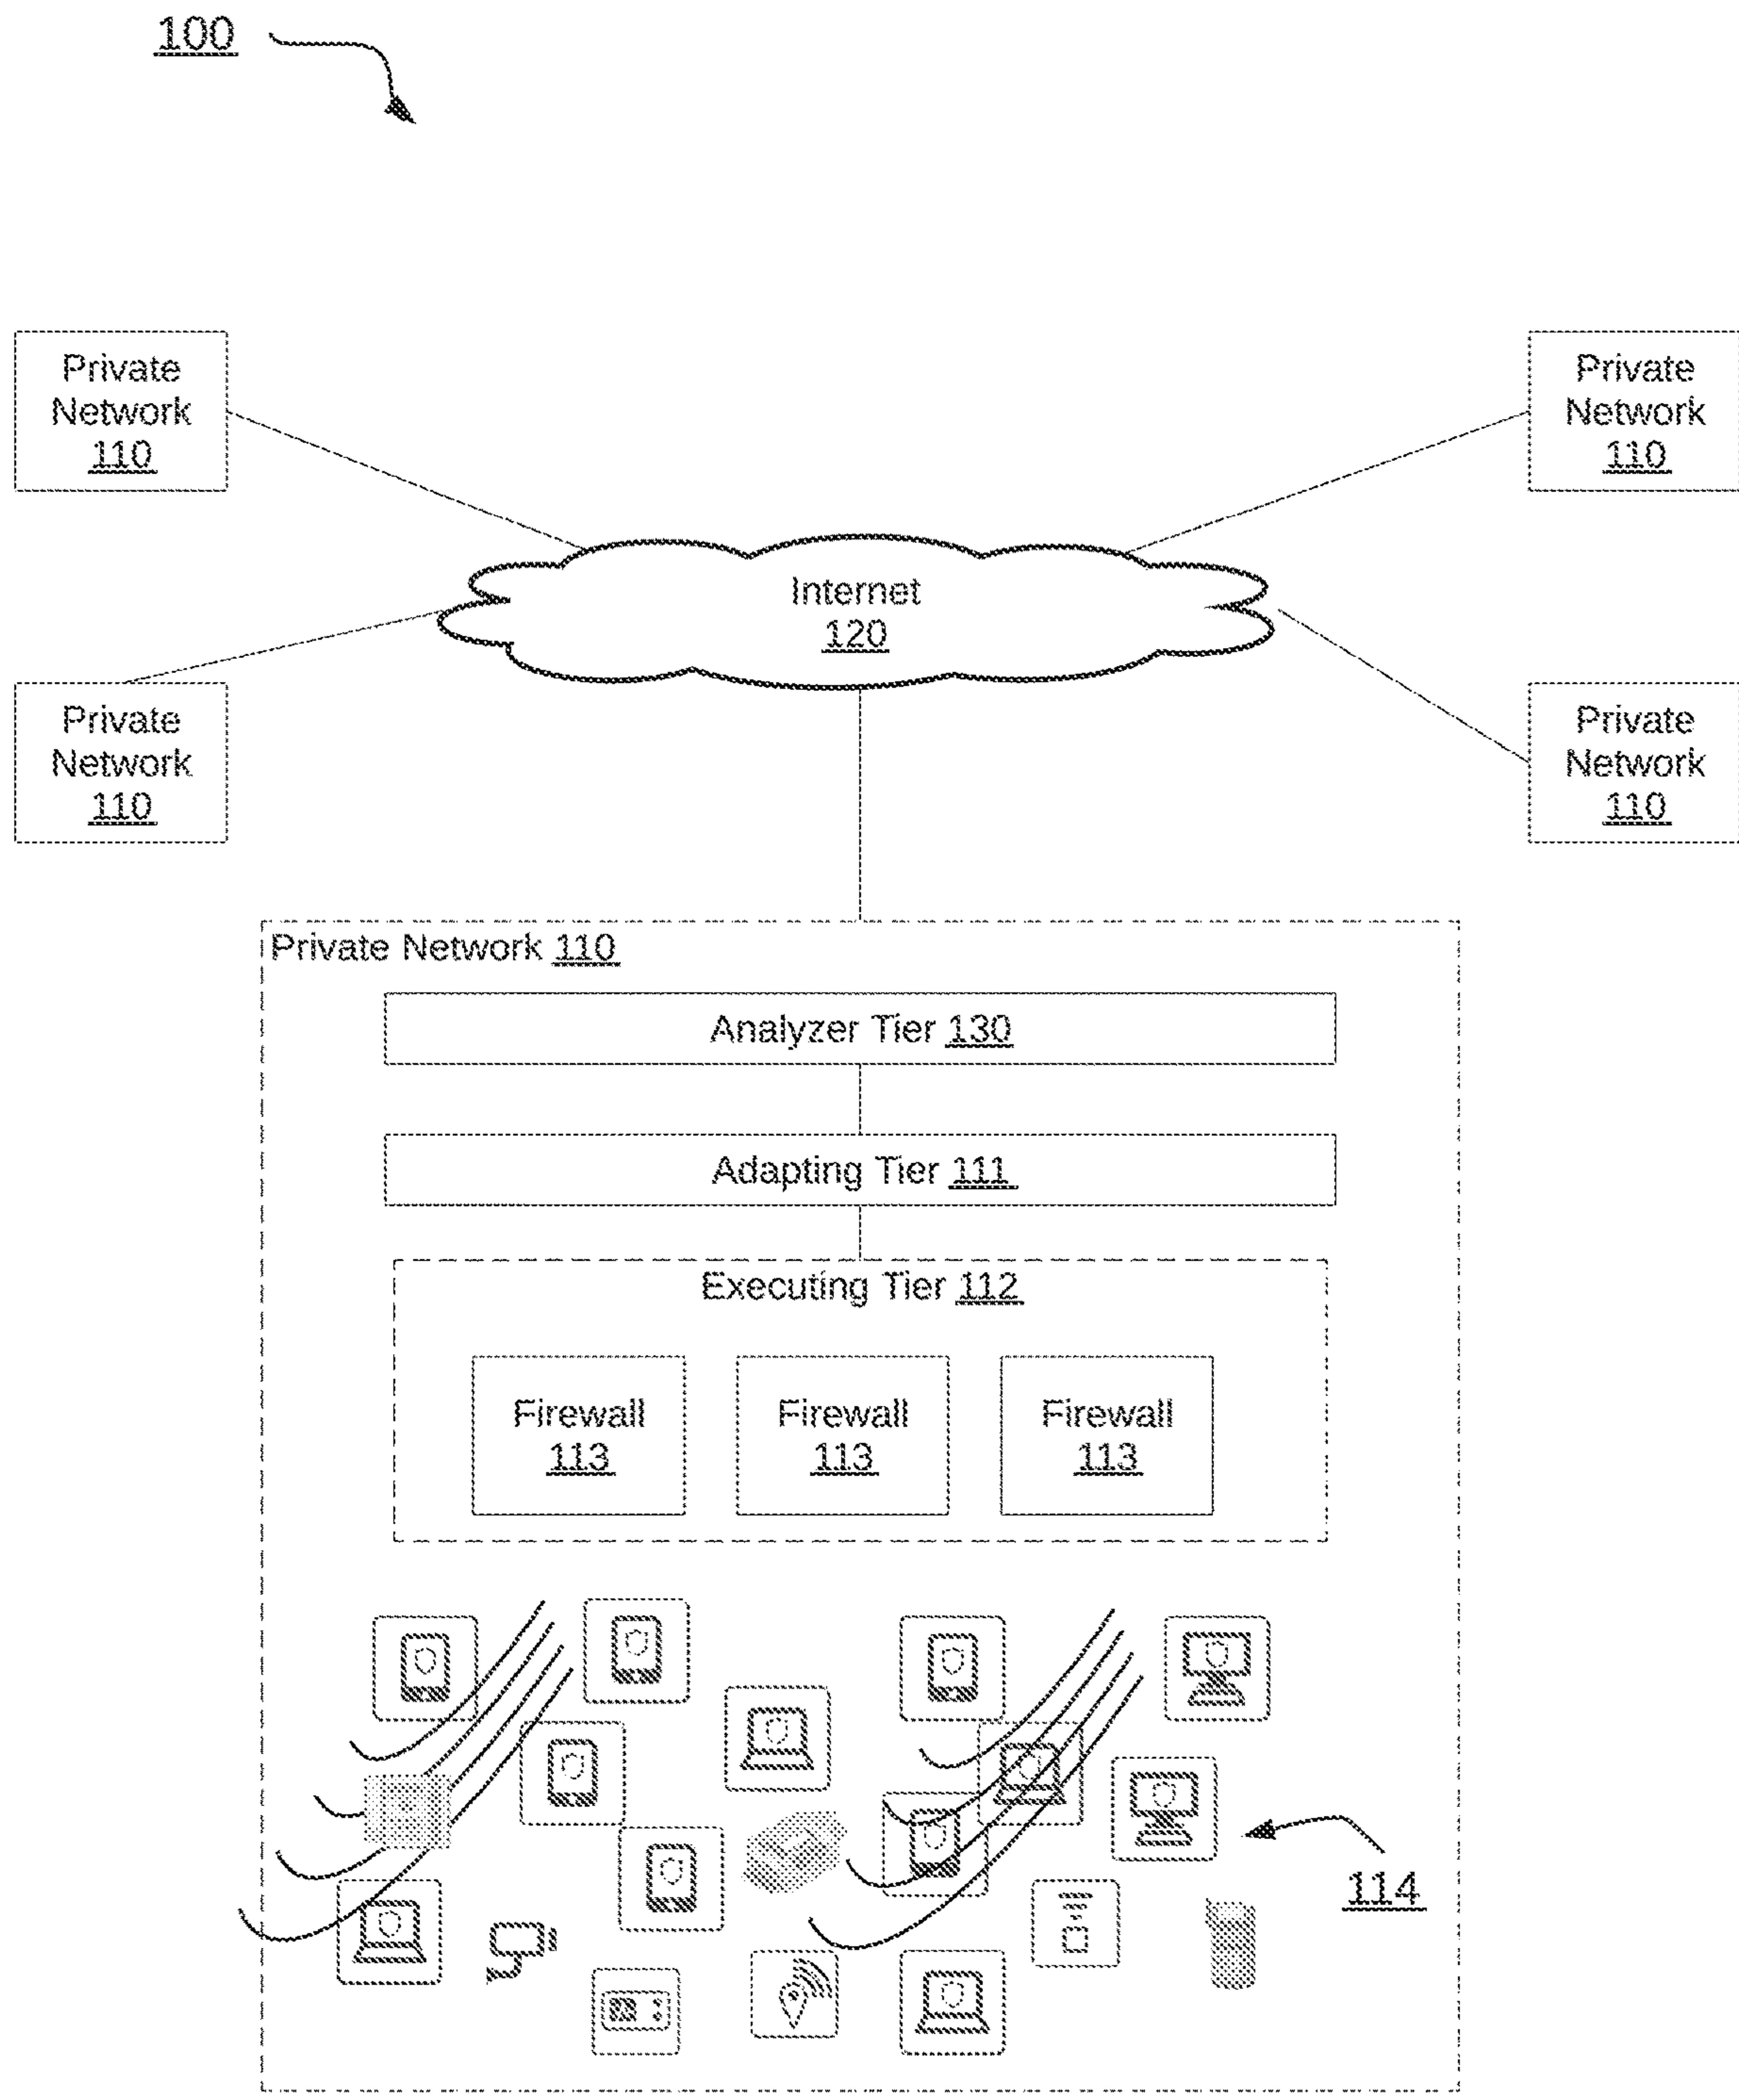 100
Private
Network
110
Private
Network
110
Internet
120
Private
Network
110
Private
Network
110
Private Network 110
Analyzer Tier 130
Adapting Tier 111
Executing Tier 112
Firewall
113
Firewall
113
Firewall
113
114